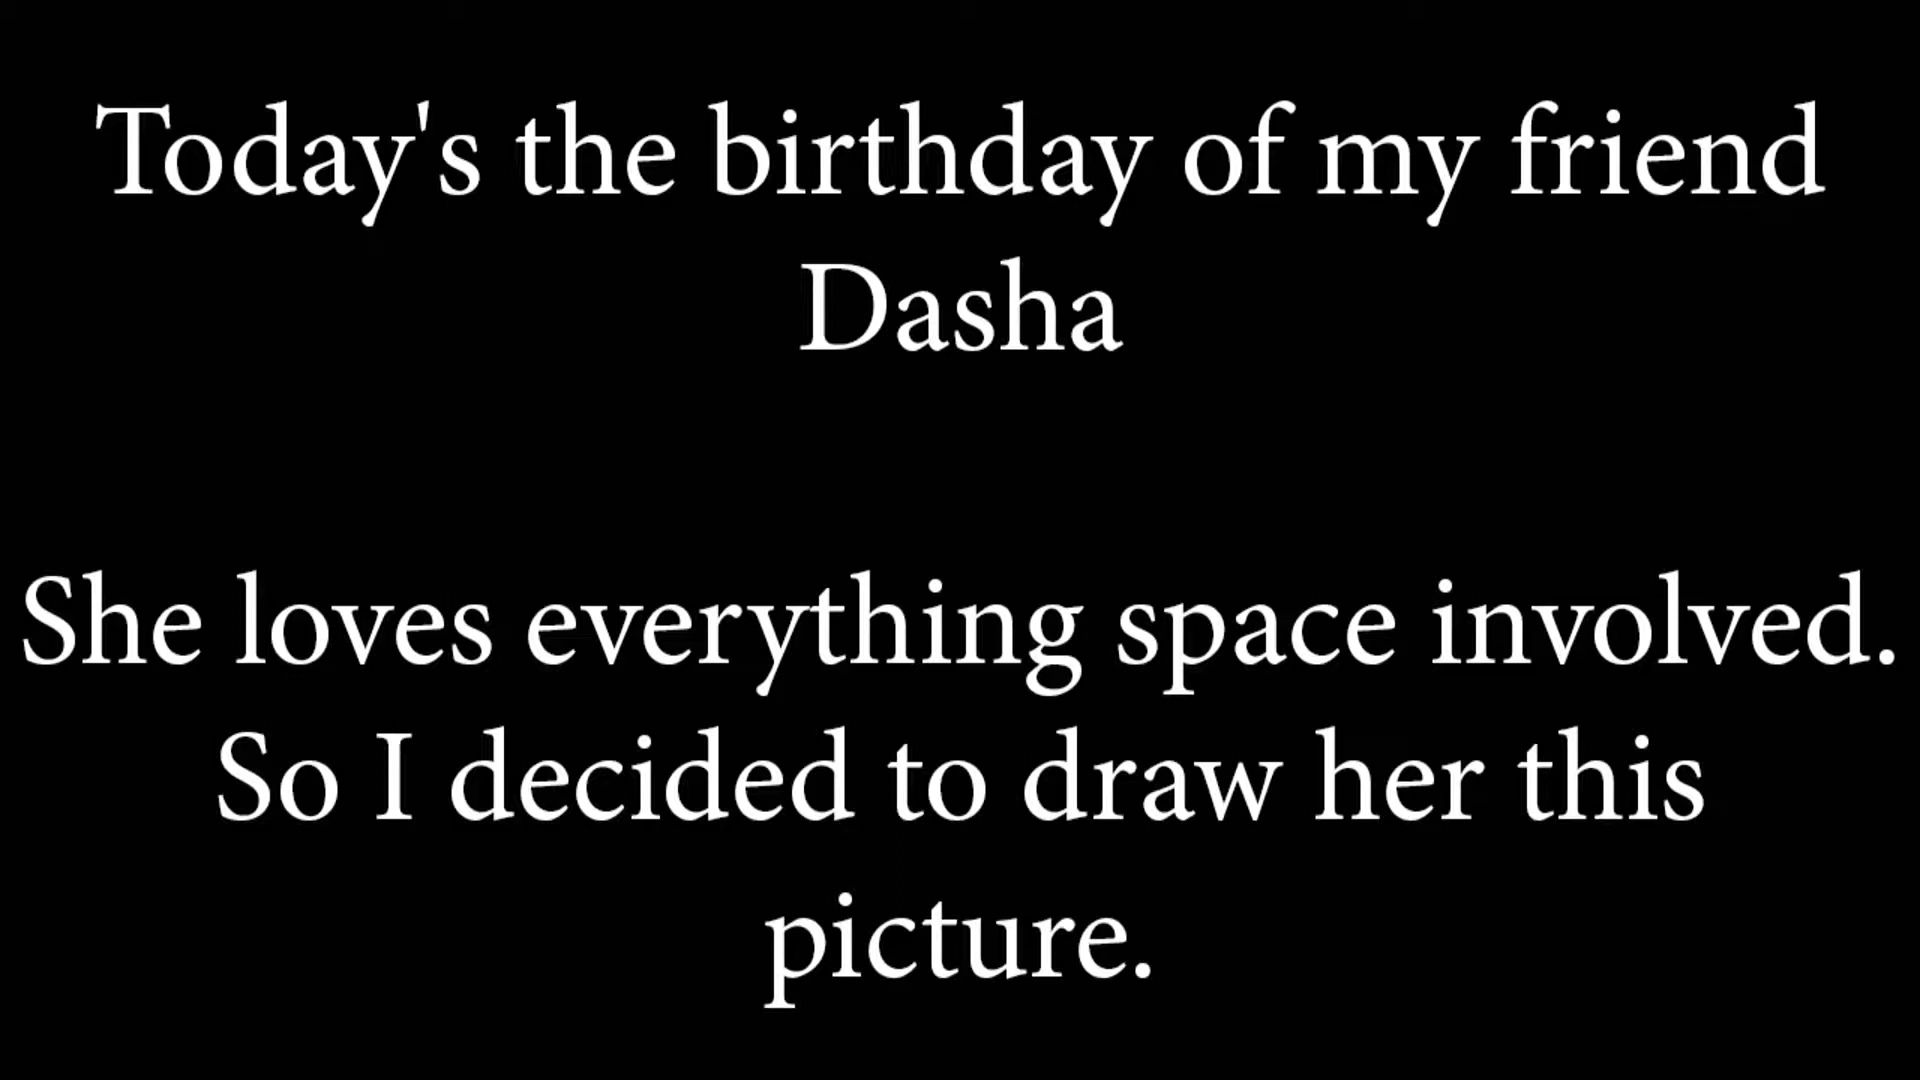 Today's the birthday of my friend
Dasha
She loves everything space involved.
So I decided to draw her this
picture.